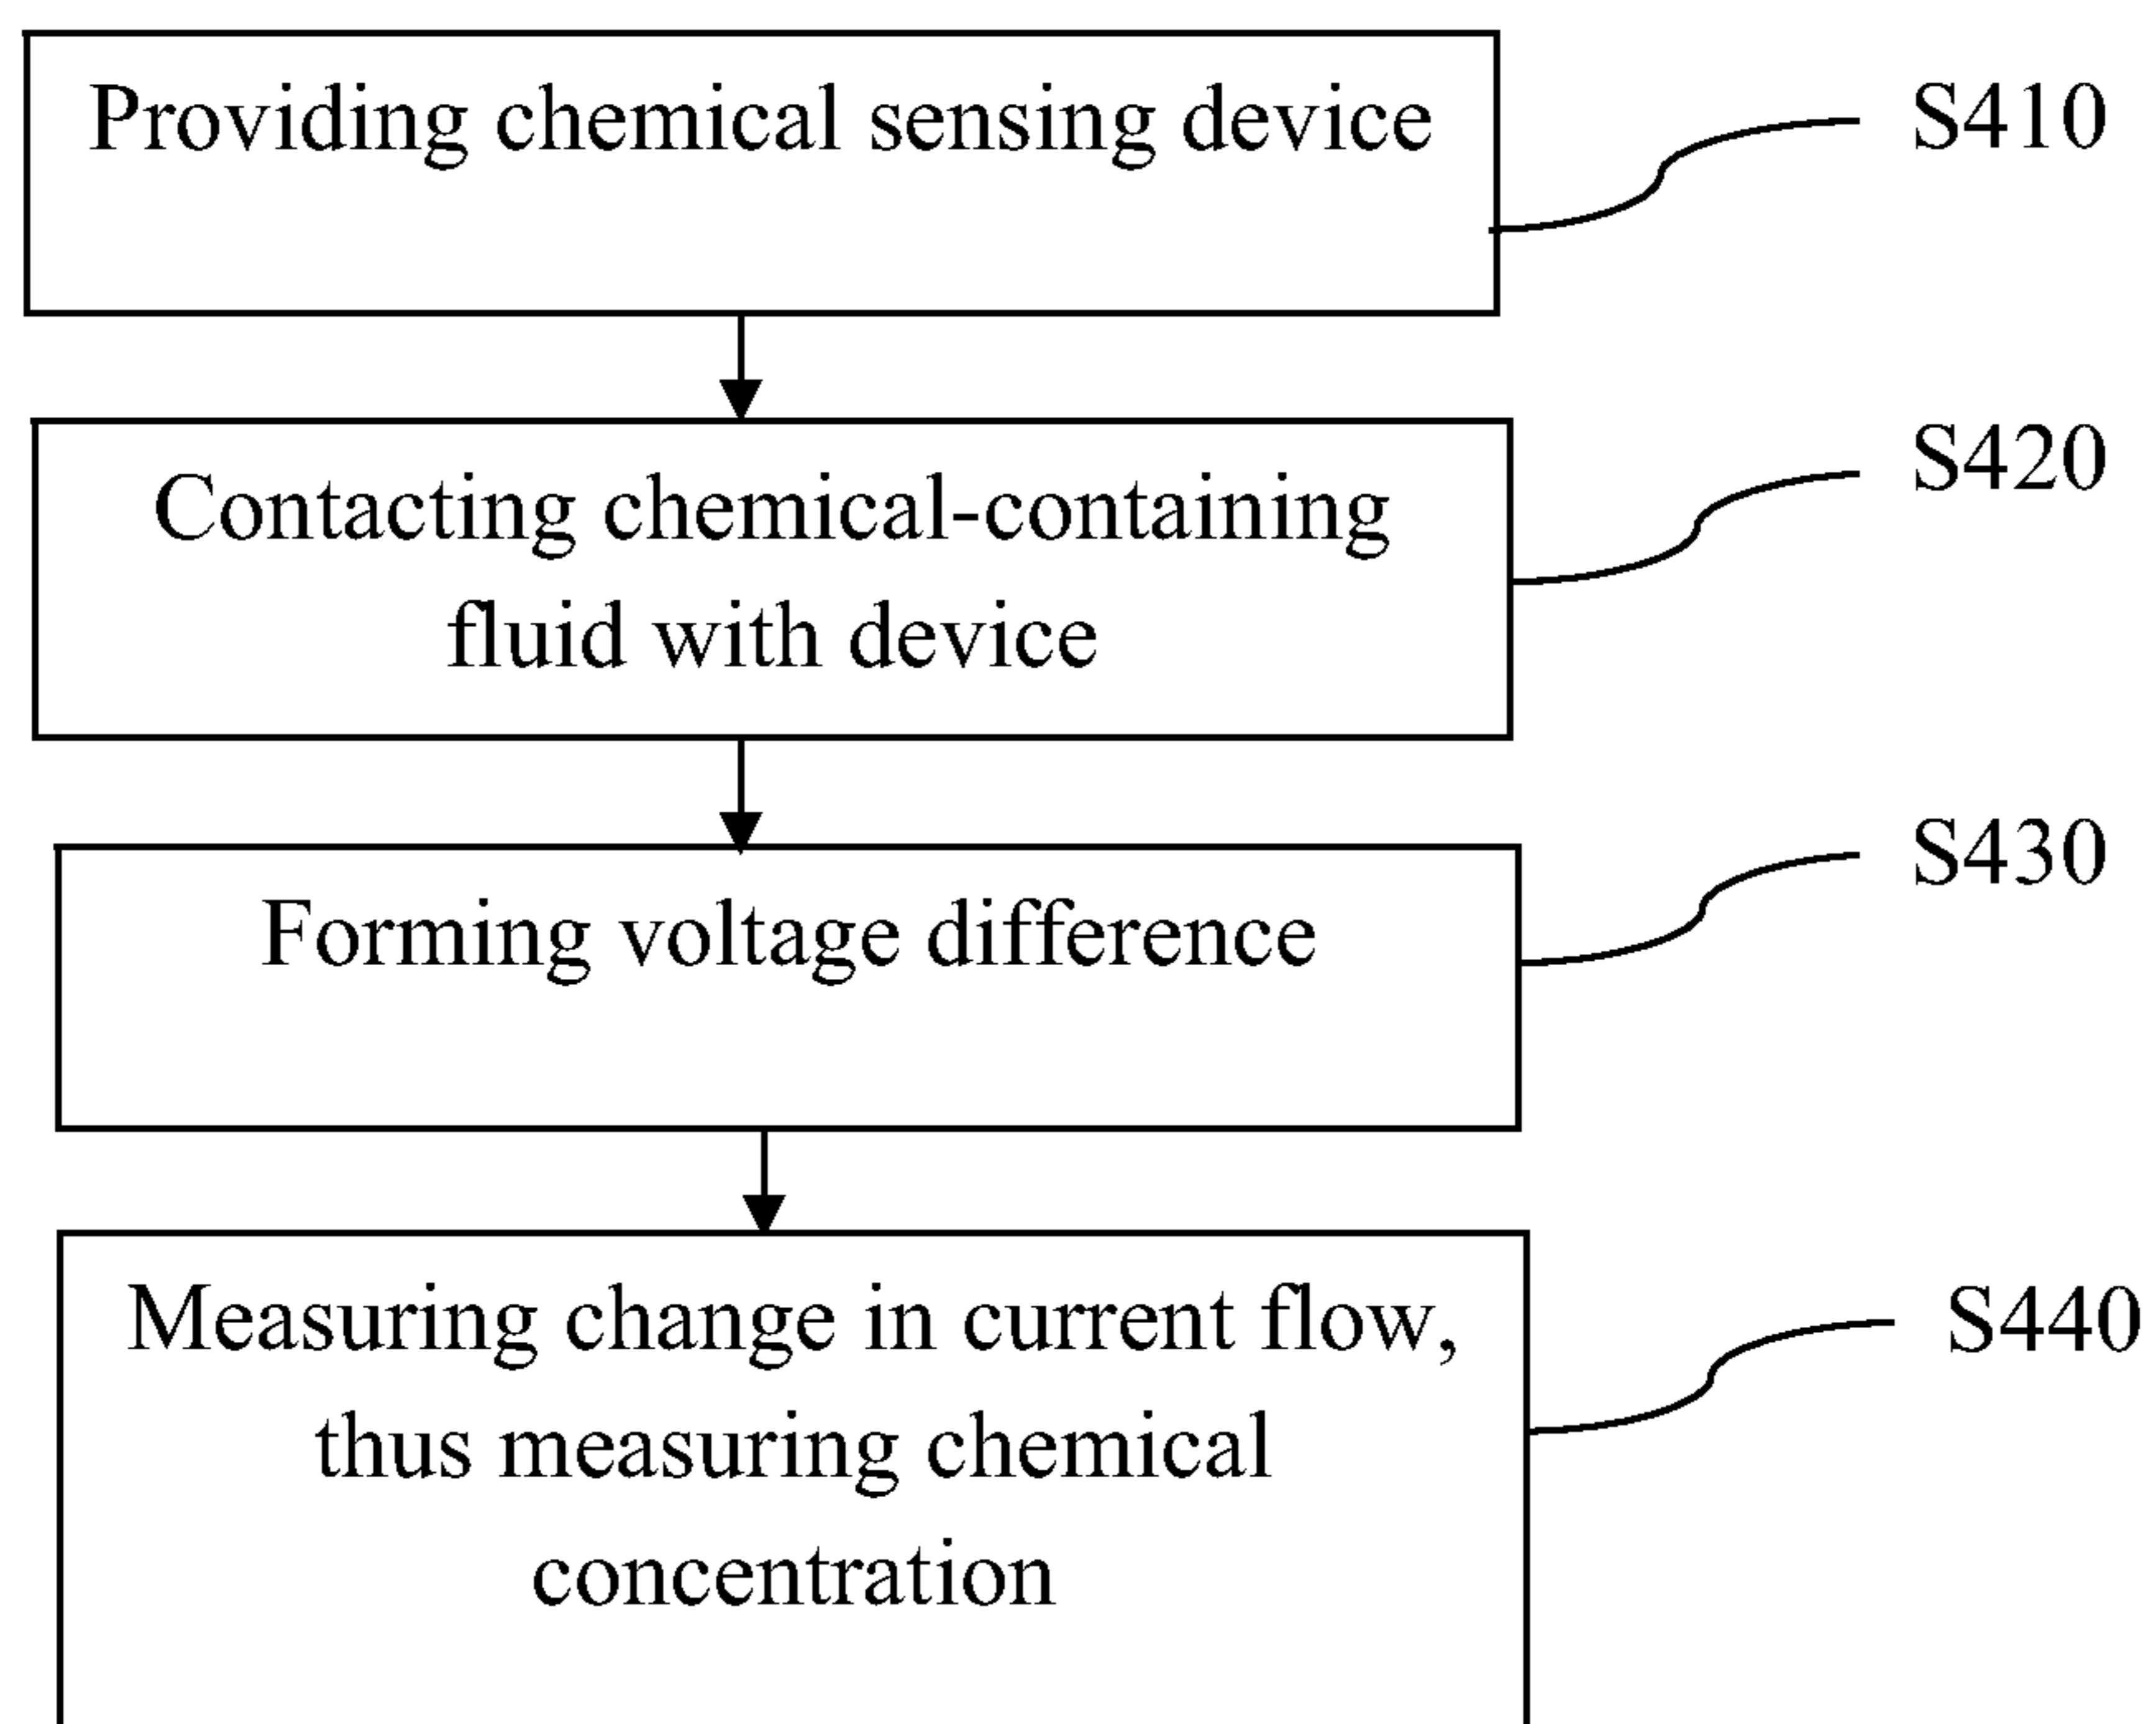 Providing chemical sensing device
S410
Contacting chemical-containing
fluid with device
S420
Forming voltage difference
S430
Measuring change in current flow,
thus measuring chemical
concentration
S440